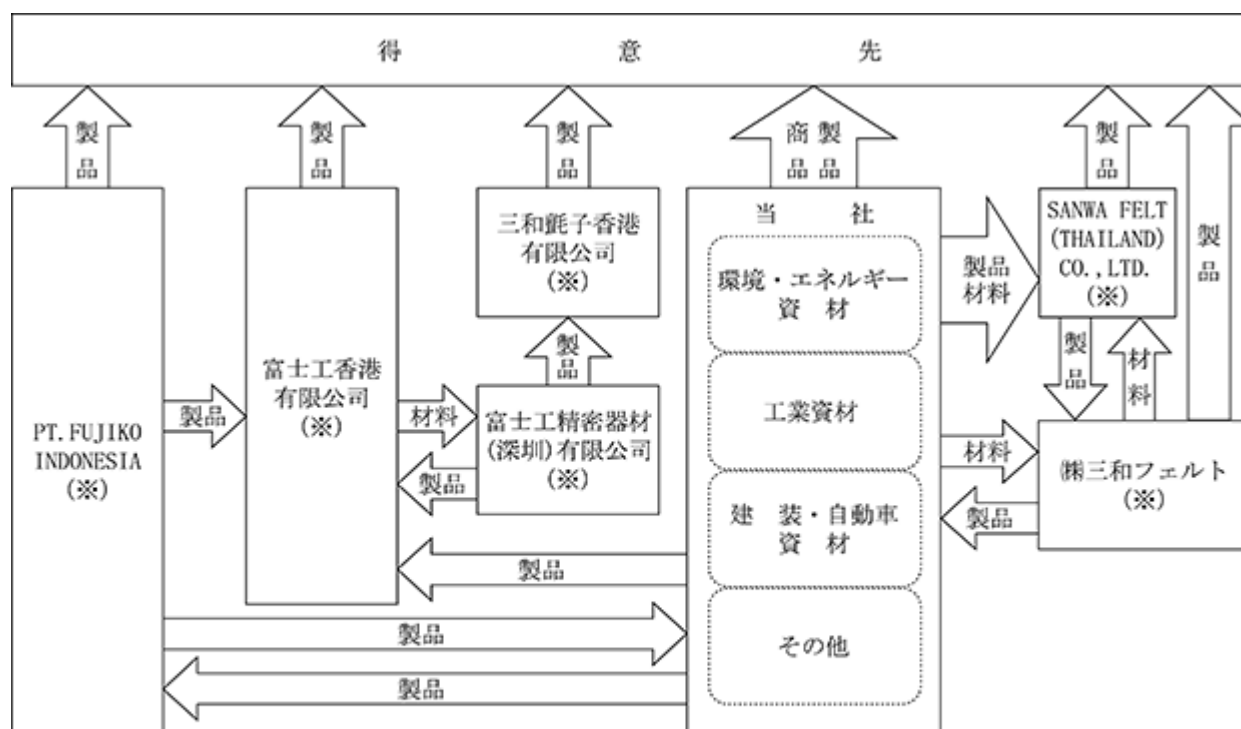 得意先
製品
製品
製品
商品
製品
製品
製品
PT.FUJIKO
INDONESIA
(※)
富士工香港
有限公司
(※)
三和氈子香港
有限公司
(※)
製品
富士工精密器材
(深圳)有限公司
(※)
製品
材料
製品
製品
製品
製品
当社
環境・エネルギー
資材
工業資材
建装・自動車
資材
その他
製品
材料
SANWA FELT
(THAILAND)
CO.,LTD.
(※)
製品
材料
材料
製品
㈱三和フェルト
(※)